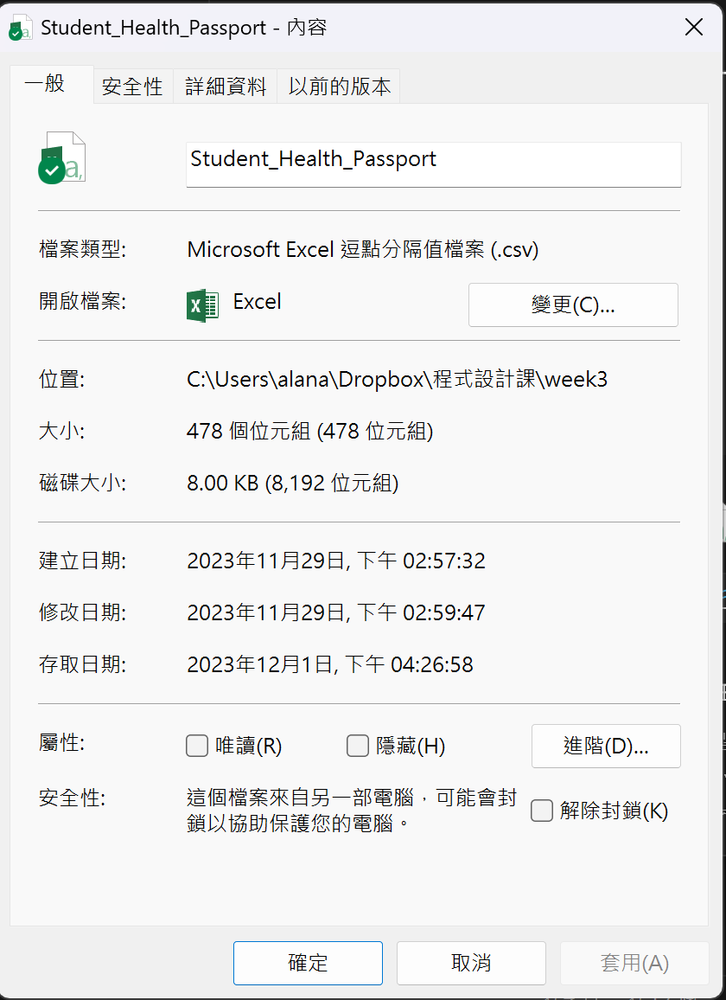 Student_Health_Passport - 內容
一般 安全性 詳細資料 以前的版本
a,
Student_Health_Passport
檔案類型: Microsoft Excel 逗點分隔值檔案 (.csv)
開啟檔案: Excel 變更(C)...
位置: C:\Users\alana\Dropbox\程式設計課\week3
大小: 478 個位元組 (478 位元組)
磁碟大小: 8.00 KB (8,192 位元組)
建立日期: 2023年11月29日, 下午 02:57:32
修改日期: 2023年11月29日, 下午 02:59:47
存取日期: 2023年12月1日, 下午 04:26:58
屬性: 唯讀(R) 隱藏(H) 進階(D)...
安全性: 這個檔案來自另一部電腦，可能會封
鎖以協助保護您的電腦。 解除封鎖(K)
確定 取消 套用(A)